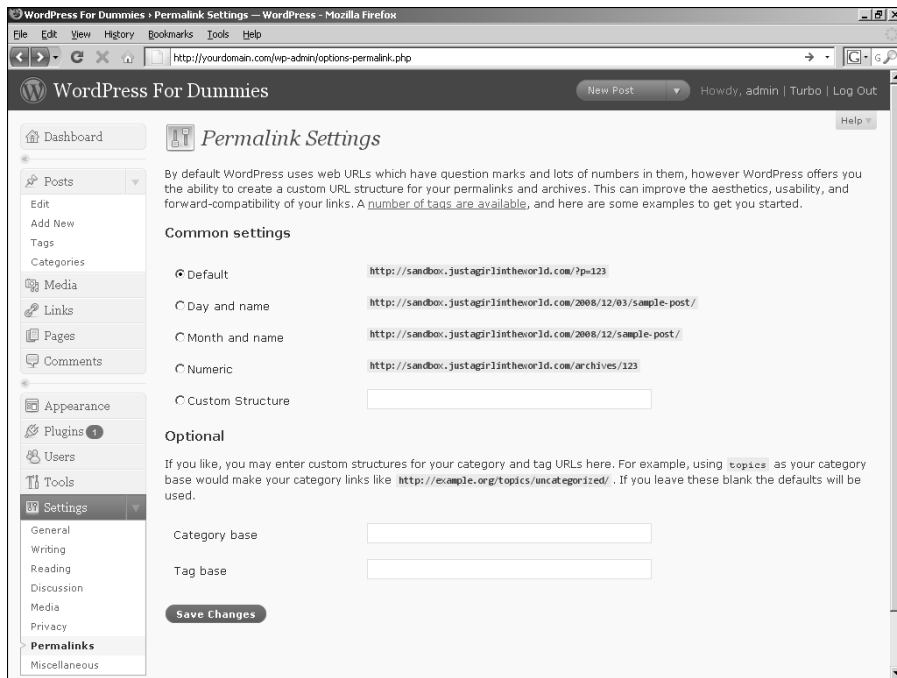 WordPress For Dummies › Permalink Settings — WordPress - Mozilla Firefox
File Edit View History Bookmarks Tools Help
http://yourdomain.com/wp-admin/options-permalink.php
G
G
WordPress For Dummies
New Post
Howdy, admin | Turbo | Log Out
Help
Dashboard
Posts
Edit
Add New
Tags
Categories
Media
Links
Pages
Comments
Appearance
Plugins 1
Users
Tools
Settings
General
Writing
Reading
Discussion
Media
Privacy
Permalinks
Miscellaneous
Permalink Settings
By default WordPress uses web URLs which have question marks and lots of numbers in them, however WordPress offers you
the ability to create a custom URL structure for your permalinks and archives. This can improve the aesthetics, usability, and
forward-compatibility of your links. A number of tags are available, and here are some examples to get you started.
Common settings
Default http://sandbox.justagirlintheworld.com/?p=123
Day and name http://sandbox.justagirlintheworld.com/2008/12/03/sample-post/
Month and name http://sandbox.justagirlintheworld.com/2008/12/sample-post/
Numeric http://sandbox.justagirlintheworld.com/archives/123
Custom Structure
Optional
If you like, you may enter custom structures for your category and tag URLs here. For example, using topics as your category
base would make your category links like http://example.org/topics/uncategorized/ . If you leave these blank the defaults will be
used.
Category base
Tag base
Save Changes